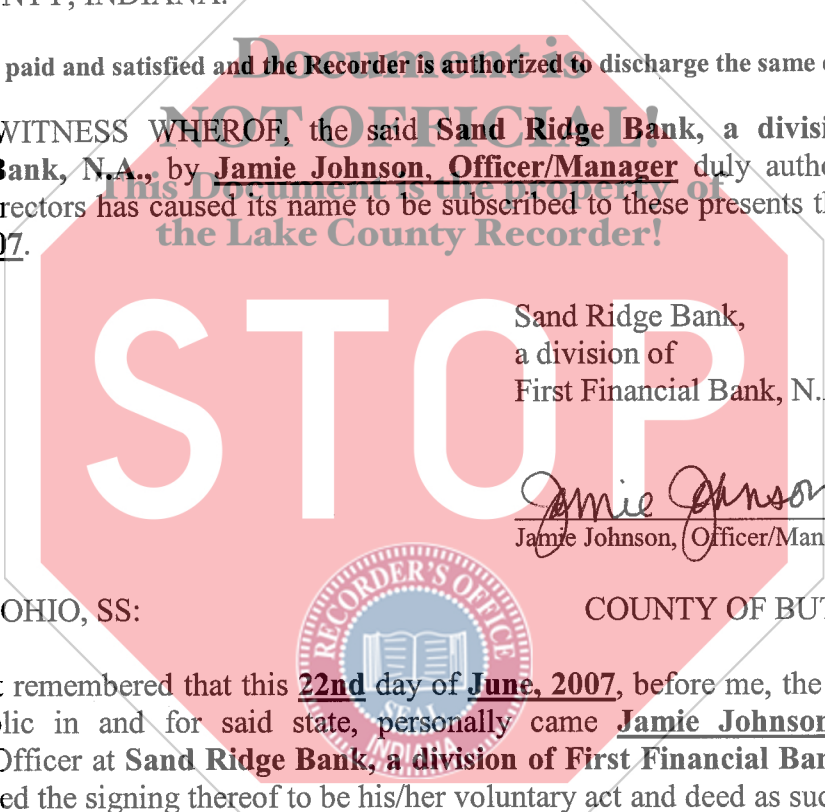 NTY, INDIANA.
Document is
paid and satisfied and the Recorder is authorized to discharge the same
NOT OFFICIAL!
WITNESS WHEROF, the said Sand Ridge Bank, a divisi
Bank, N.A., by Jamie Johnson, Officer/Manager duly autho
This Document is the property of
rectors has caused its name to be subscribed to these presents t
the Lake County Recorder!
07.
STOP
Sand Ridge Bank,
a division of
First Financial Bank, N.
Jamie Johnson
Jamie Johnson, Officer/Man
RECORDER'S OFFICE
SEAL
INDIANA
OHIO, SS:
COUNTY OF BUT
t remembered that this 22nd day of June, 2007, before me, the
lic in and for said state, personally came Jamie Johnson
Officer at Sand Ridge Bank, a division of First Financial Ban
ed the signing thereof to be his/her voluntary act and deed as suc